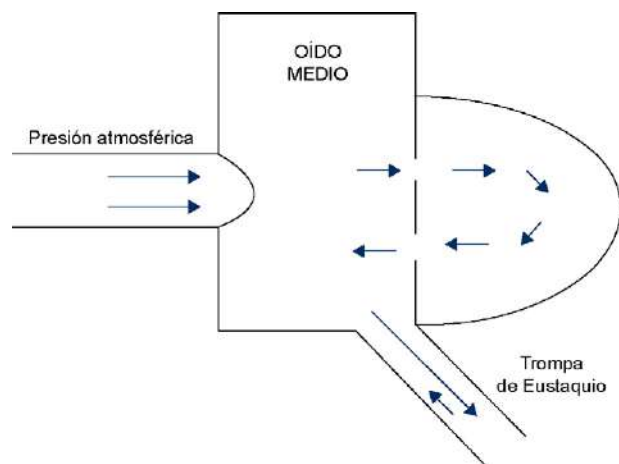 OÍDO
MEDIO
Presión atmosférica
Trompa
de Eustaquio